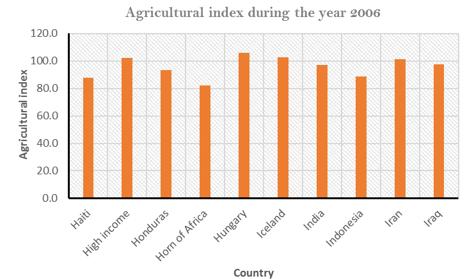 Agricultural index during the year 2006
Agricultural index
120.0
100.0
80.0
60.0
40.0
20.0
0.0
Haiti
High income
Honduras
Horn of Africa
Hungary
Iceland
India
Indonesia
Iran
Iraq
Country